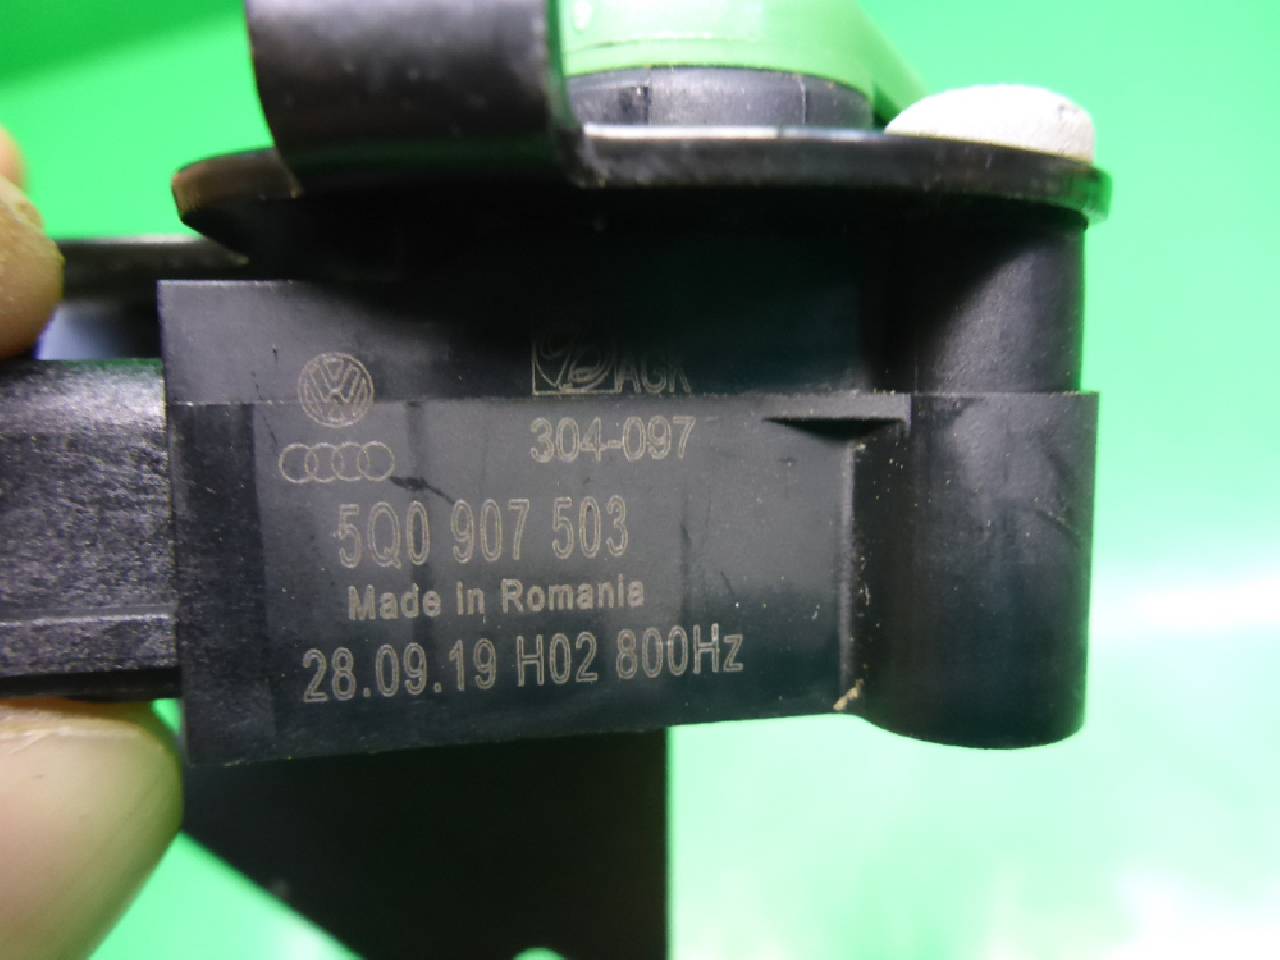 AGK
304-097
5Q0 907 503
Made in Romania
28.09.19 H02 800Hz